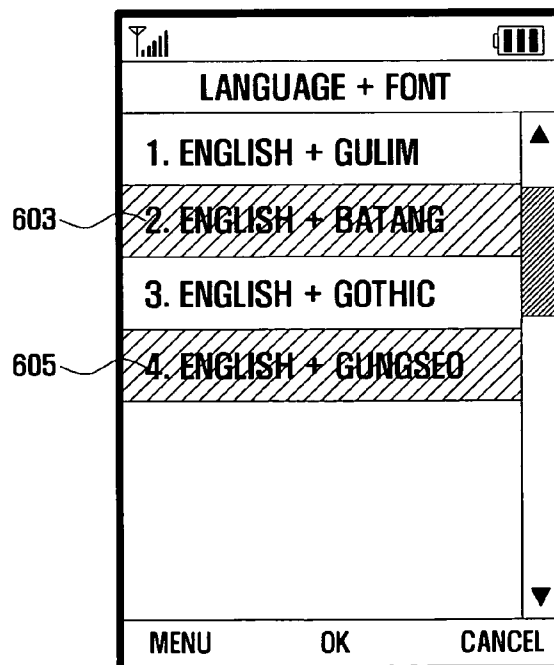 LANGUAGE + FONT
1. ENGLISH + GULIM
603 2. ENGLISH + BATANG
3. ENGLISH + GOTHIC
605 4. ENGLISH + GUNGSEO
MENU OK CANCEL